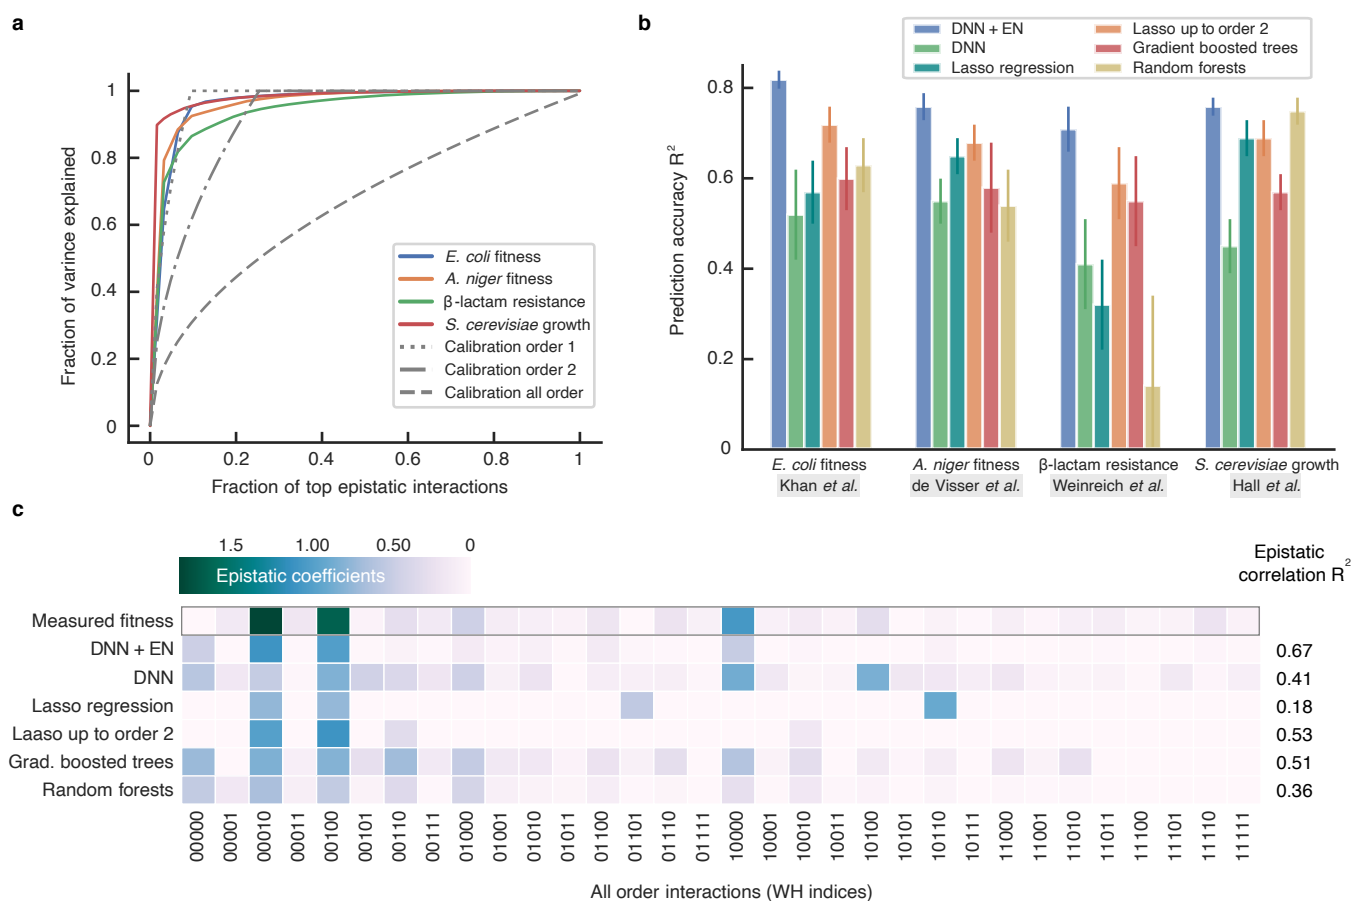 a
Fraction of varince explained
1
0.8
0.6
0.4
0.2
0
0 0.2 0.4 0.6 0.8 1
Fraction of top epistatic interactions
E. coli fitness
A. niger fitness
β-lactam resistance
S. cerevisiae growth
Calibration order 1
Calibration order 2
Calibration all order
b
DNN + EN
DNN
Lasso regression
Lasso up to order 2
Gradient boosted trees
Random forests
Prediction accuracy R²
0.8
0.6
0.4
0.2
0
E. coli fitness
Khan et al.
A. niger fitness
de Visser et al.
β-lactam resistance
Weinreich et al.
S. cerevisiae growth
Hall et al.
c
1.5 1.00 0.50 0
Epistatic coefficients
Epistatic
correlation R²
Measured fitness
DNN + EN 0.67
DNN 0.41
Lasso regression 0.18
Laaso up to order 2 0.53
Grad. boosted trees 0.51
Random forests 0.36
00000 00001 00010 00011 00100 00101 00110 00111 01000 01001 01010 01011 01100 01101 01110 01111 10000 10001 10010 10011 10100 10101 10110 10111 11000 11001 11010 11011 11100 11101 11110 11111
All order interactions (WH indices)